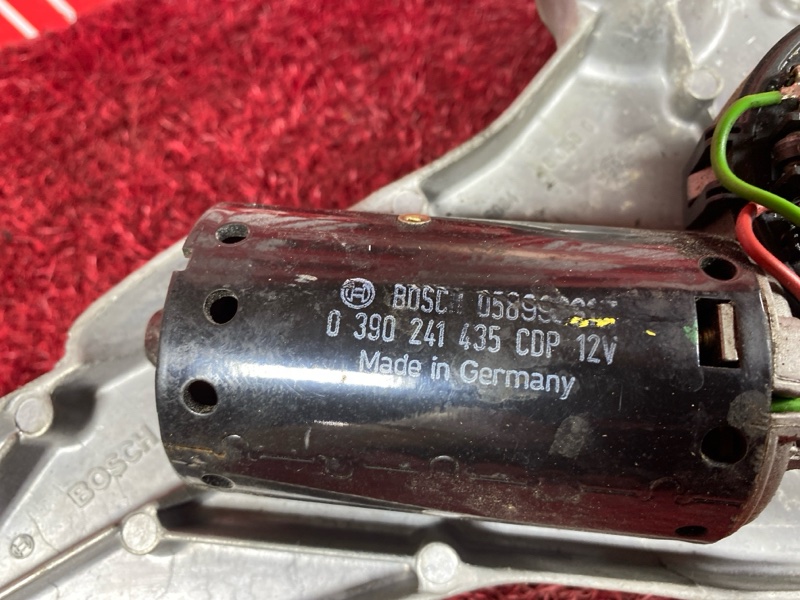 BOSCH
0 390 241 435 CDP 12V
Made in Germany
BOSCH